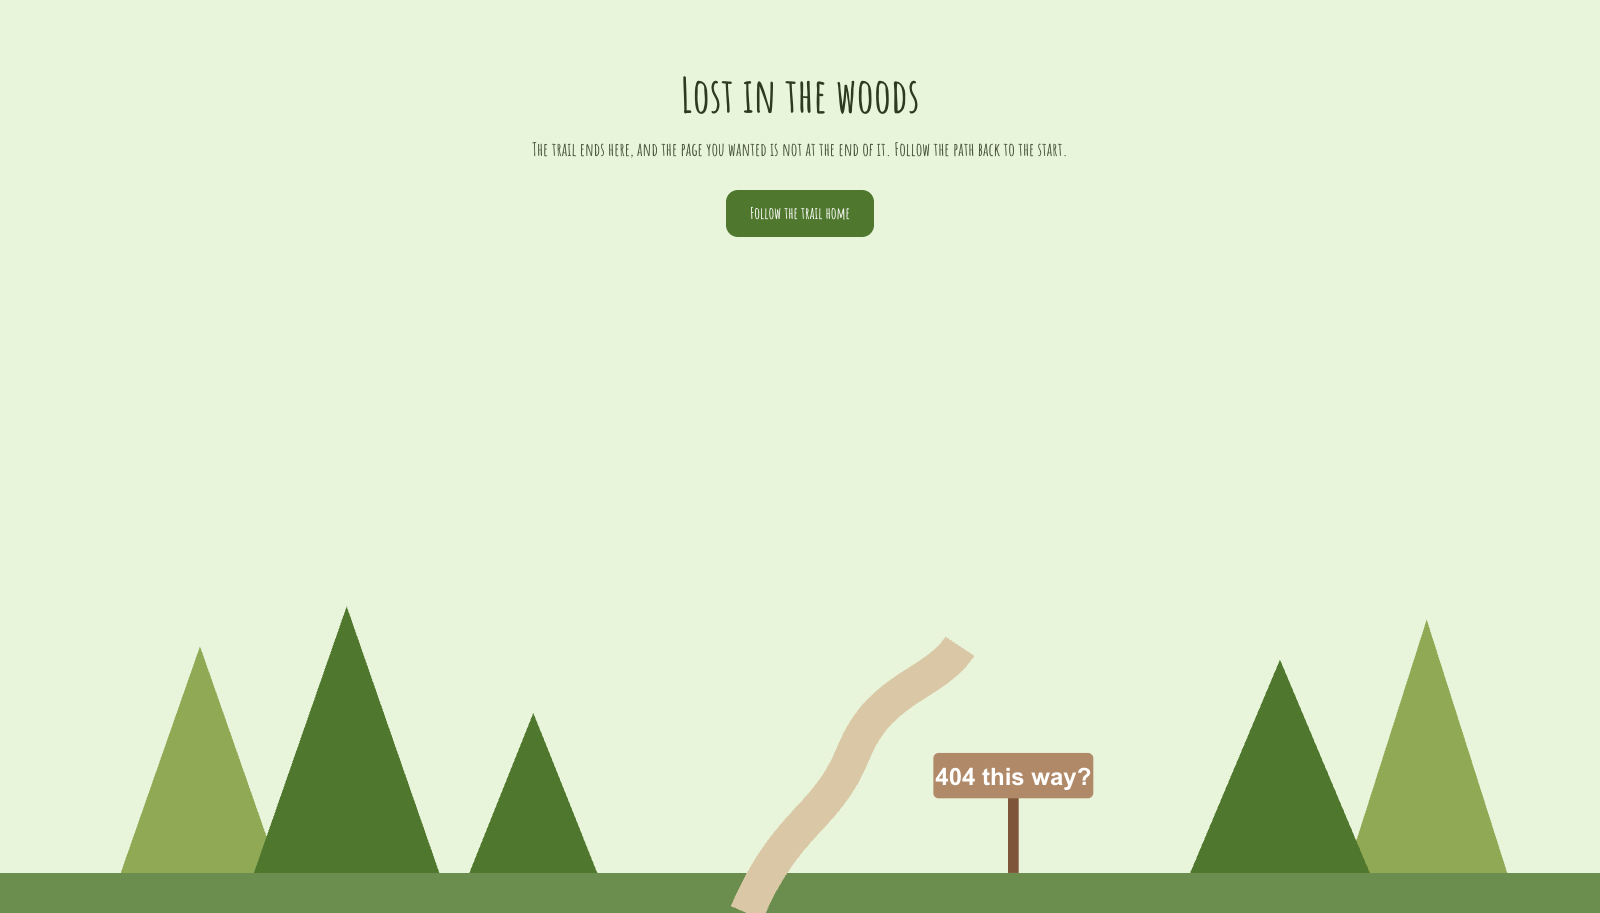 Lost in the woods
The trail ends here, and the page you wanted is not at the end of it. Follow the path back to the start.
Follow the trail home
404 this way?